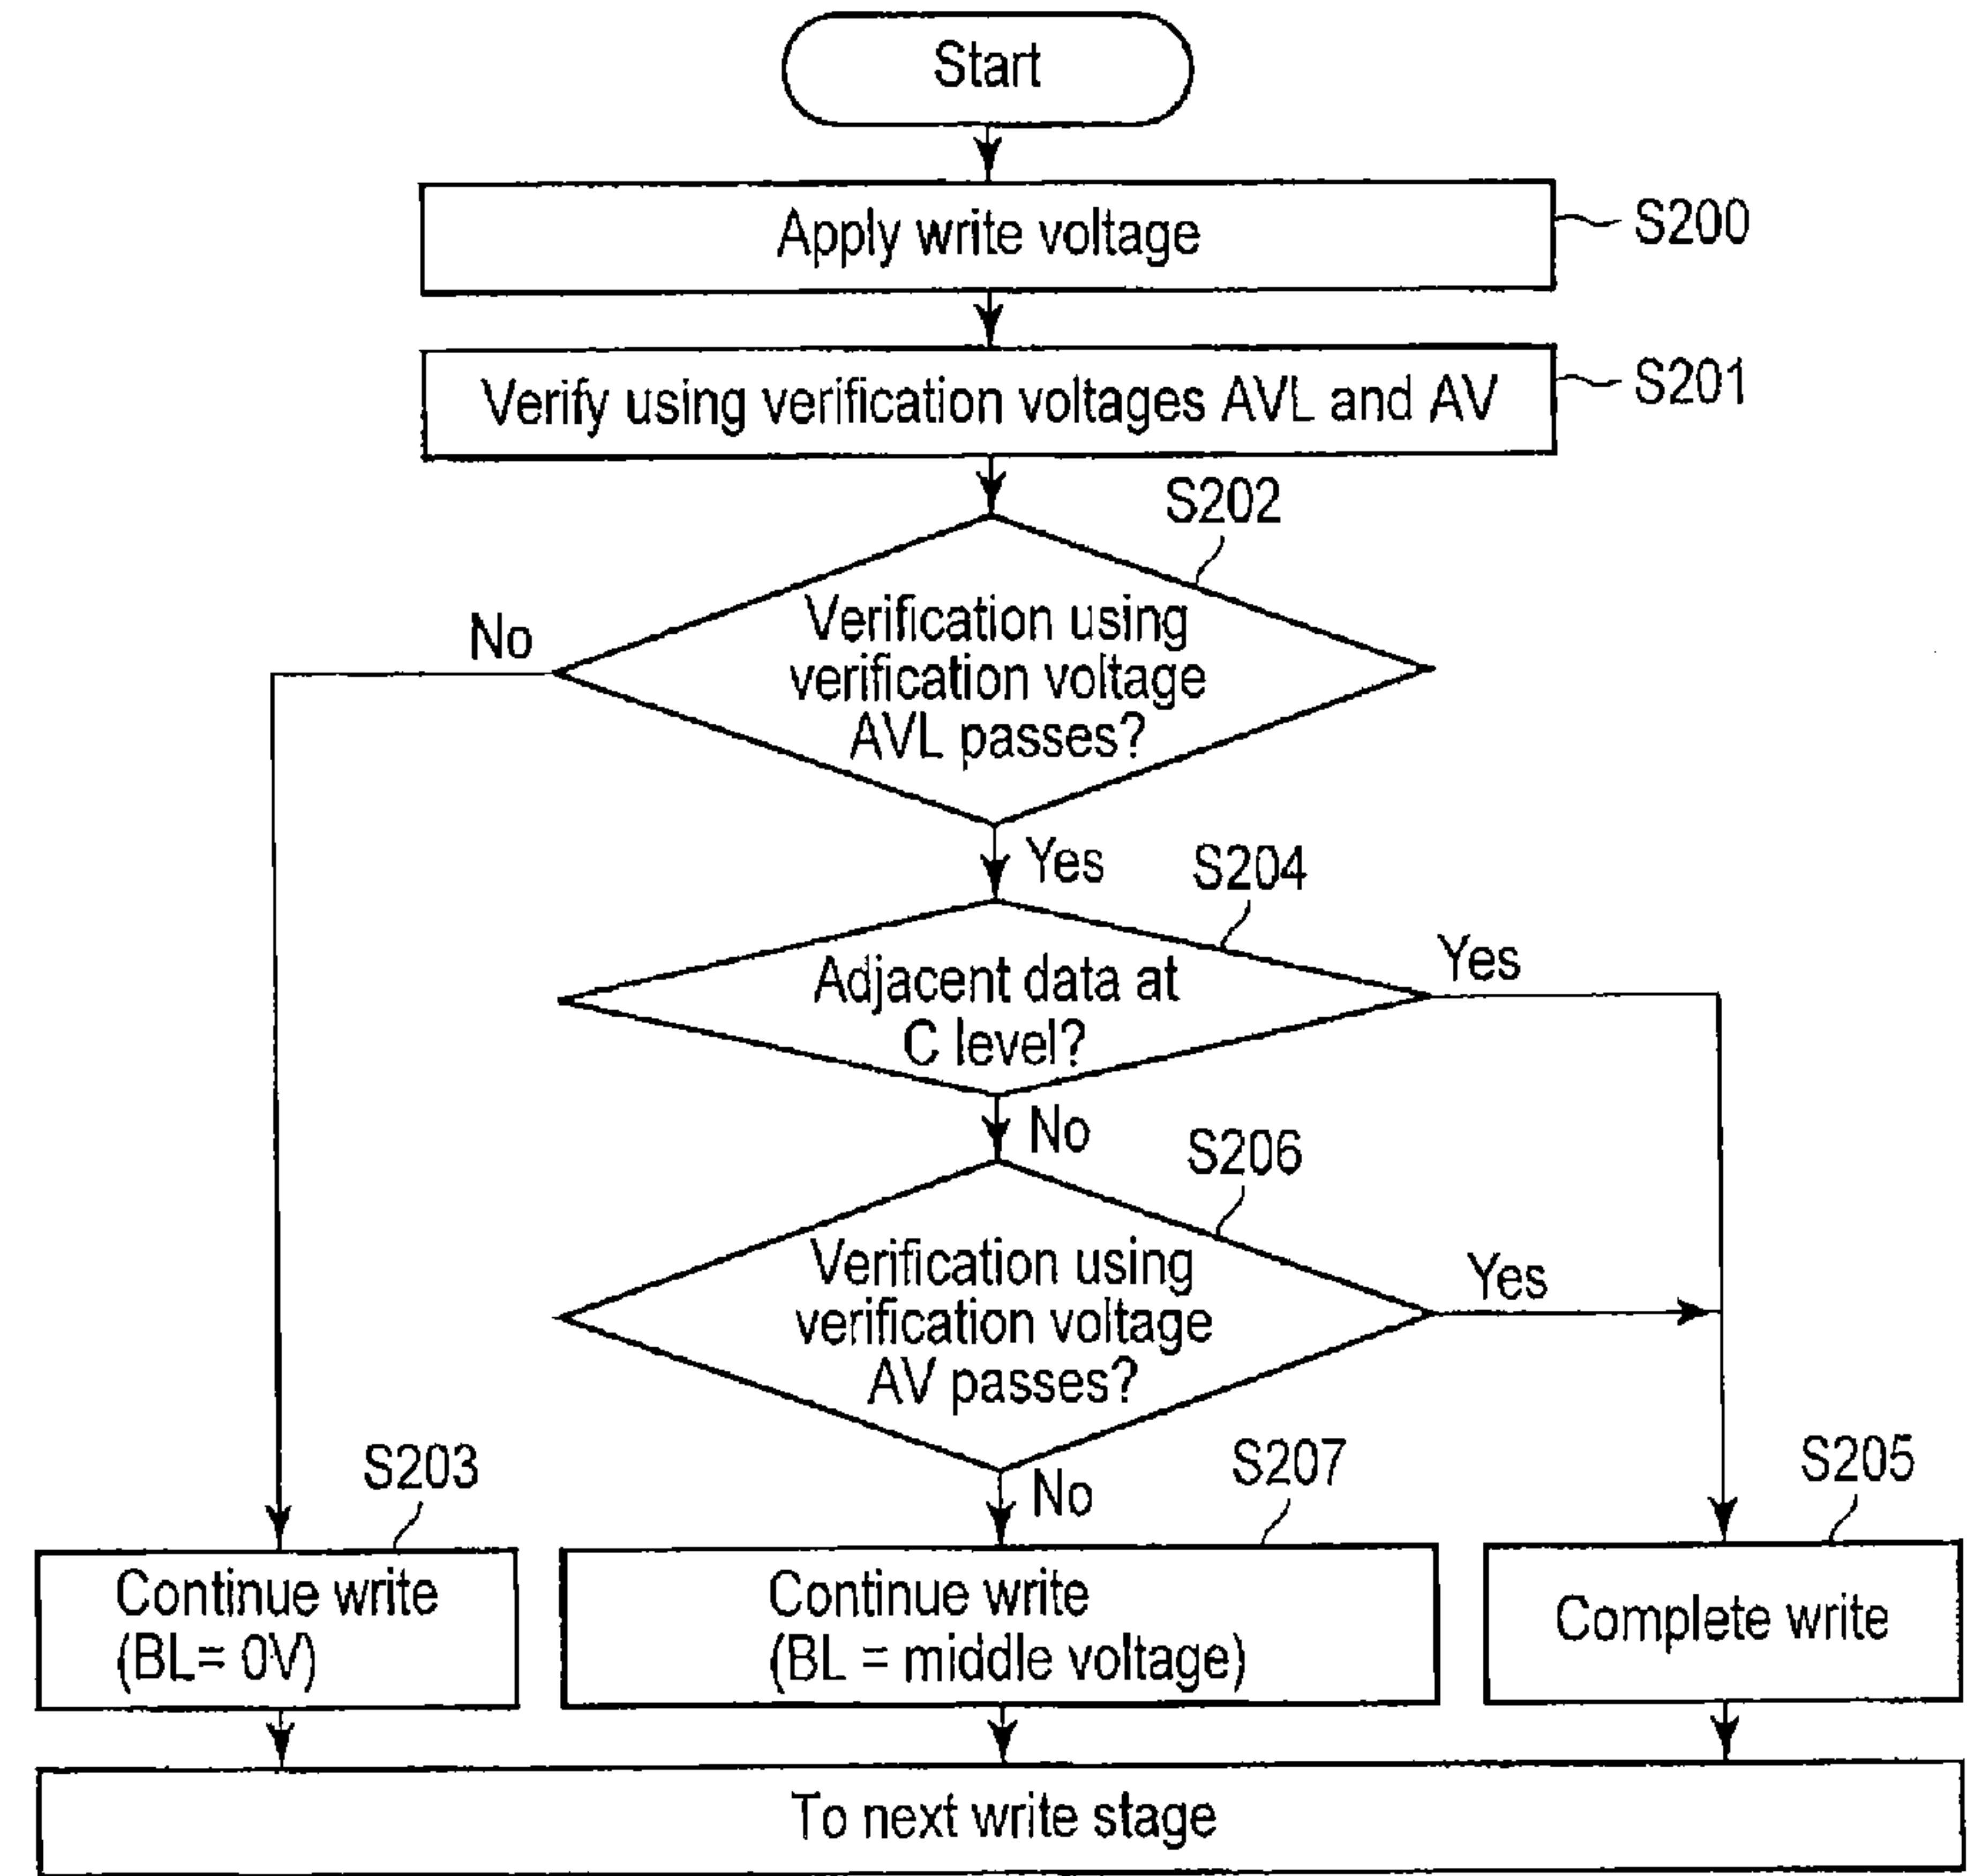 Start
Apply write voltage
S200
Verify using verification voltages AVL and AV
S201
S202
Verification using
verification voltage
AVL passes?
No
Yes
S204
Adjacent data at
C level?
Yes
No
S206
Verification using
verification voltage
AV passes?
Yes
No
S203
Continue write
(BL= 0V)
S207
Continue write
(BL = middle voltage)
S205
Complete write
To next write stage